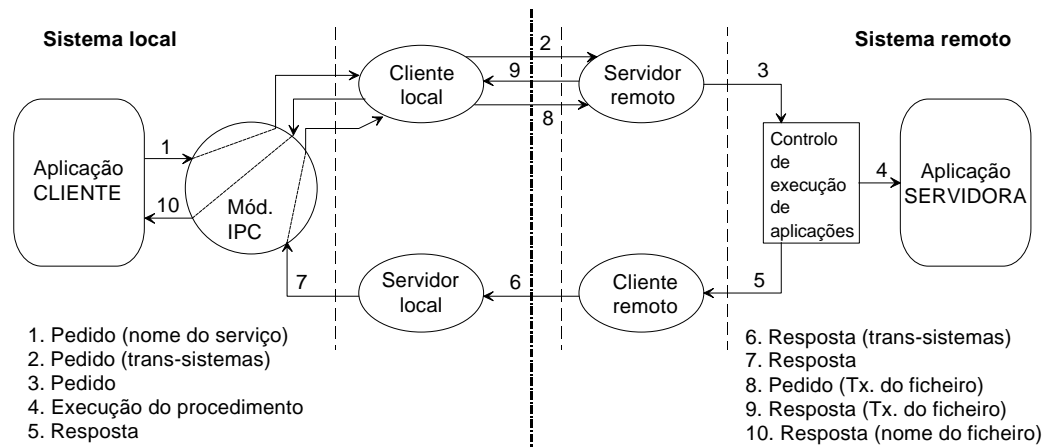 Sistema local
Sistema remoto
2
Cliente
local
9
8
Servidor
remoto
3
Aplicação
CLIENTE
1
10
Mód.
IPC
Controlo
de
execução
de
aplicações
4
Aplicação
SERVIDORA
7
Servidor
local
6
Cliente
remoto
5
1. Pedido (nome do serviço)
2. Pedido (trans-sistemas)
3. Pedido
4. Execução do procedimento
5. Resposta
6. Resposta (trans-sistemas)
7. Resposta
8. Pedido (Tx. do ficheiro)
9. Resposta (Tx. do ficheiro)
10. Resposta (nome do ficheiro)